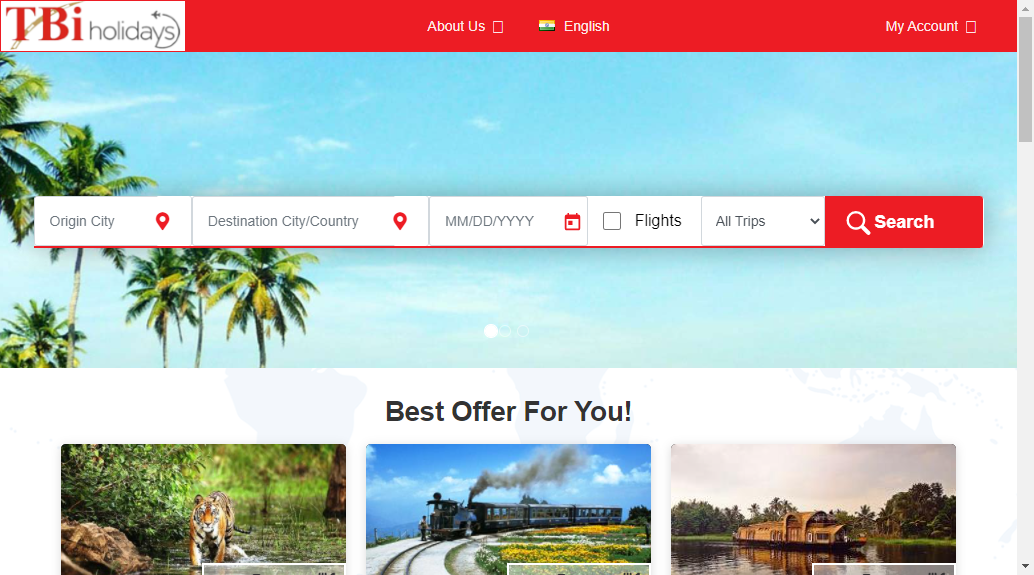 TBi holidays
About Us
English
My Account
Origin City
Destination City/Country
MM/DD/YYYY
Flights
All Trips
Search
Best Offer For You!